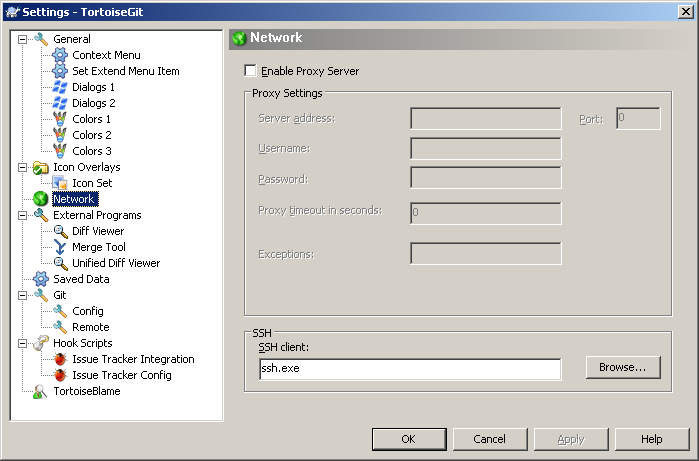 Settings - TortoiseGit
General
Context Menu
Set Extend Menu Item
Dialogs 1
Dialogs 2
Colors 1
Colors 2
Colors 3
Icon Overlays
Icon Set
Network
External Programs
Diff Viewer
Merge Tool
Unified Diff Viewer
Saved Data
Git
Config
Remote
Hook Scripts
Issue Tracker Integration
Issue Tracker Config
TortoiseBlame
Network
Enable Proxy Server
Proxy Settings
Server address: Port: 0
Username:
Password:
Proxy timeout in seconds: 0
Exceptions:
SSH
SSH client:
ssh.exe Browse...
OK Cancel Apply Help